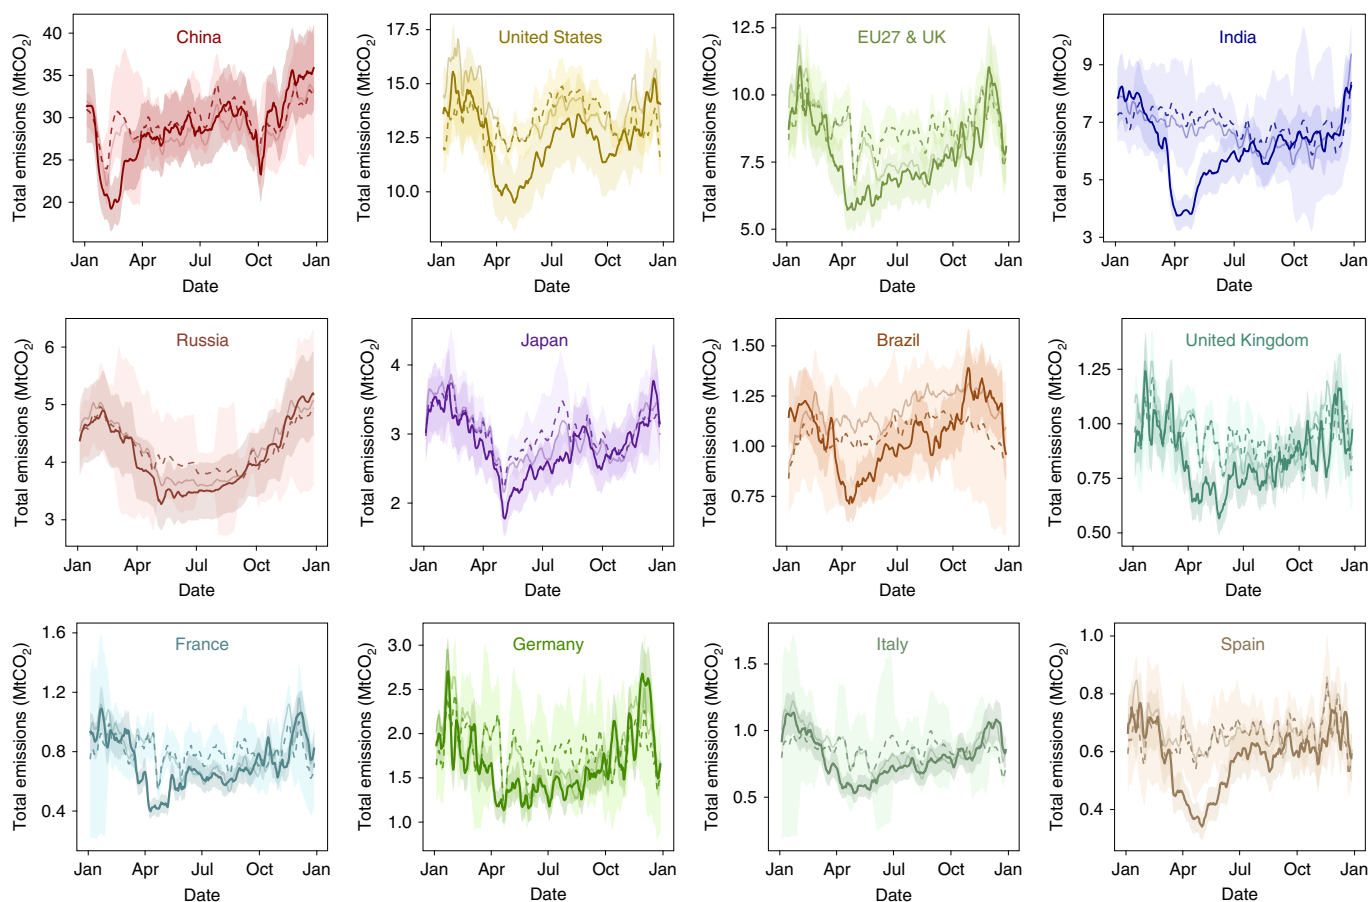 China
Total emissions (MtCO2)
40
35
30
25
20
Jan Apr Jul Oct Jan
Date
United States
Total emissions (MtCO2)
17.5
15.0
12.5
10.0
Jan Apr Jul Oct Jan
Date
EU27 & UK
Total emissions (MtCO2)
12.5
10.0
7.5
5.0
Jan Apr Jul Oct Jan
Date
India
Total emissions (MtCO2)
9
7
5
3
Jan Apr Jul Oct Jan
Date
Russia
Total emissions (MtCO2)
6
5
4
3
Jan Apr Jul Oct Jan
Date
Japan
Total emissions (MtCO2)
4
3
2
Jan Apr Jul Oct Jan
Date
Brazil
Total emissions (MtCO2)
1.50
1.25
1.00
0.75
Jan Apr Jul Oct Jan
Date
United Kingdom
Total emissions (MtCO2)
1.25
1.00
0.75
0.50
Jan Apr Jul Oct Jan
Date
France
Total emissions (MtCO2)
1.6
1.2
0.8
0.4
Jan Apr Jul Oct Jan
Date
Germany
Total emissions (MtCO2)
3.0
2.5
2.0
1.5
1.0
Jan Apr Jul Oct Jan
Date
Italy
Total emissions (MtCO2)
1.5
1.0
0.5
Jan Apr Jul Oct Jan
Date
Spain
Total emissions (MtCO2)
1.0
0.8
0.6
0.4
Jan Apr Jul Oct Jan
Date